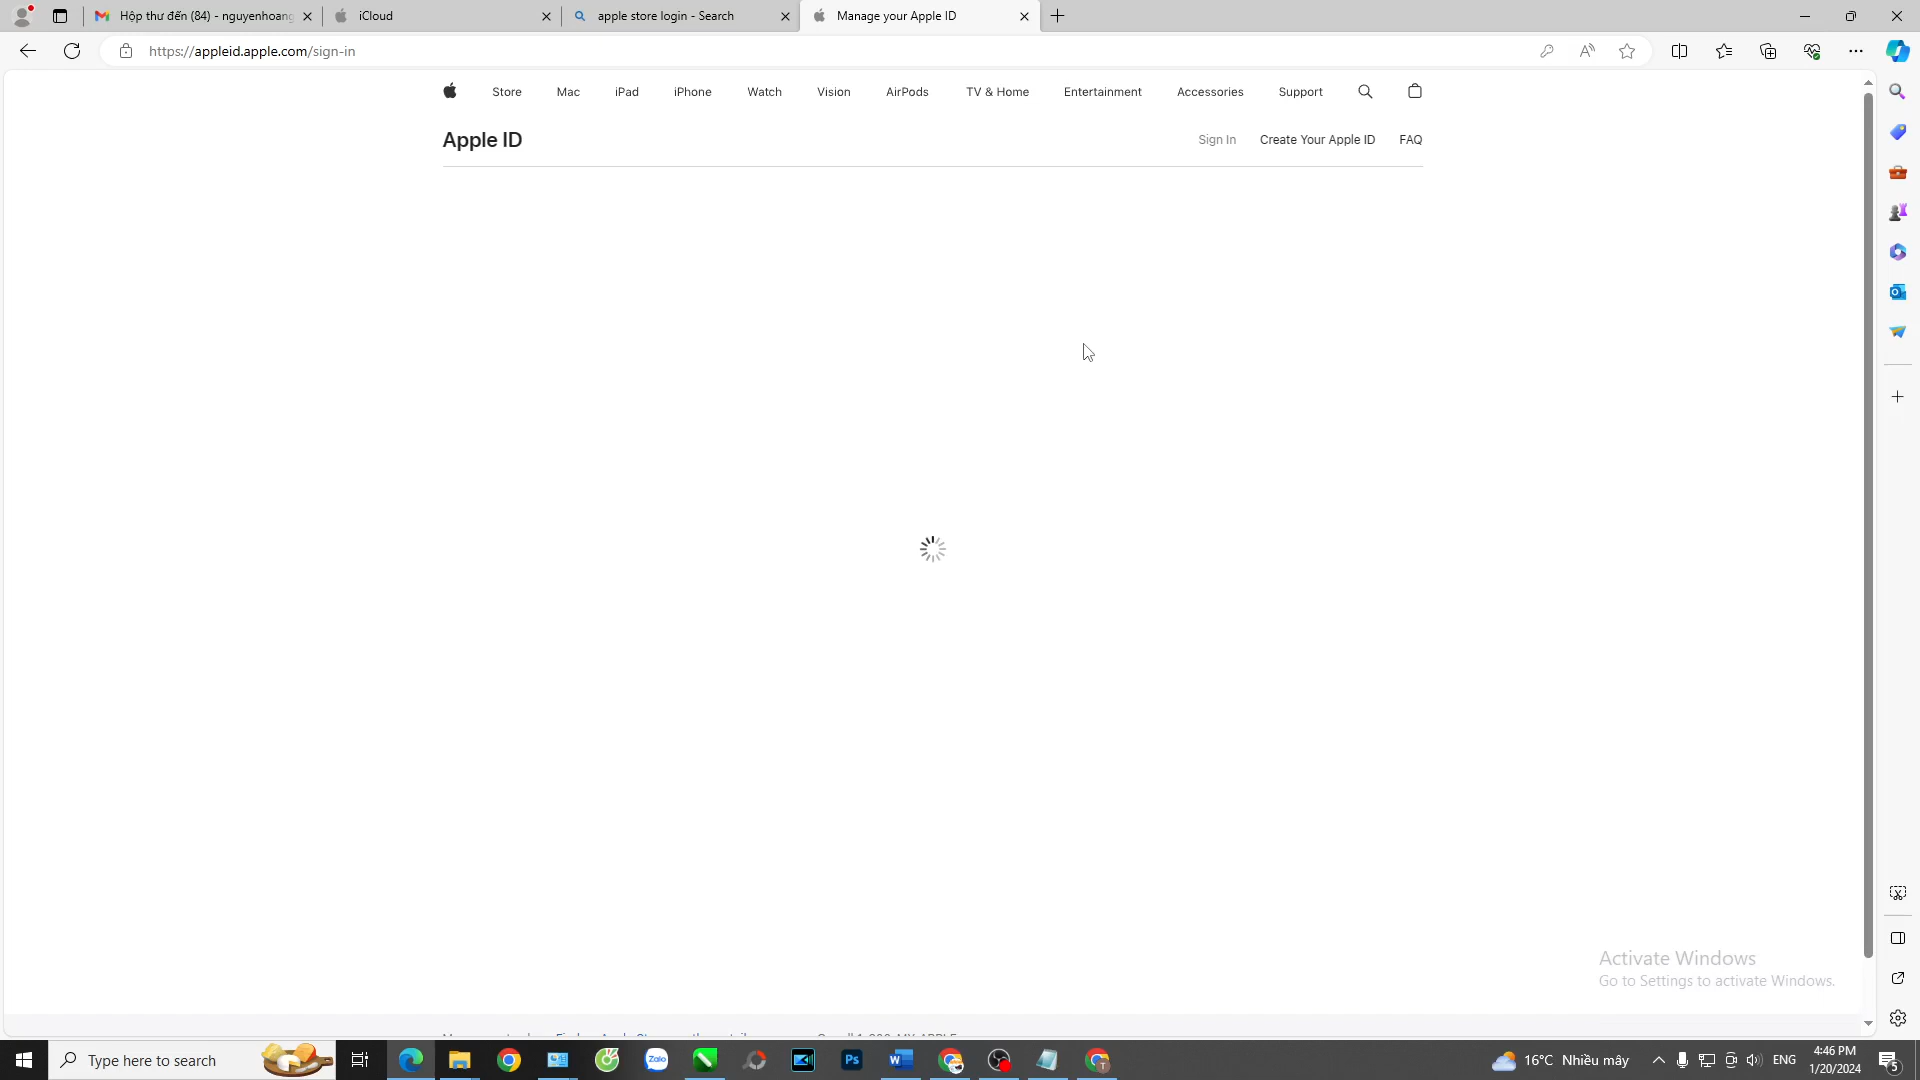 Hộp thư đến (84) - nguyenhoang
iCloud
apple store login - Search
Manage your Apple ID
https://appleid.apple.com/sign-in
Store
Mac
iPad
iPhone
Watch
Vision
AirPods
TV & Home
Entertainment
Accessories
Support
Apple ID
Sign In
Create Your Apple ID
FAQ
Activate Windows
Go to Settings to activate Windows.
Type here to search
Zalo
Ps
16°C Nhiều mây
ENG
4:46 PM
1/20/2024
5